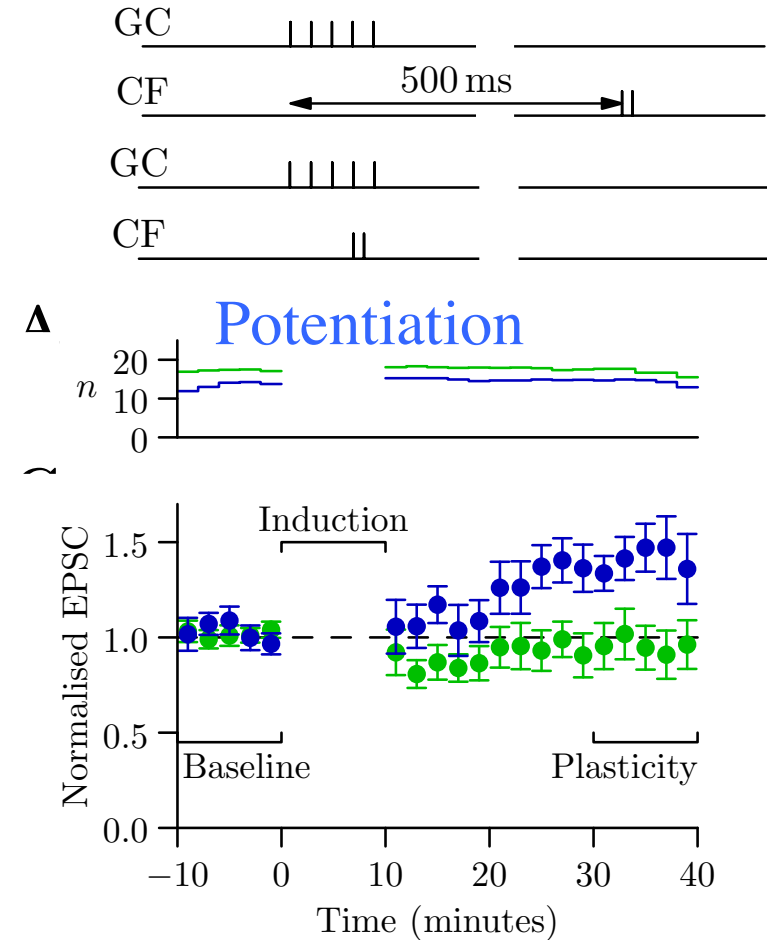 GC
CF
500 ms
GC
CF
Potentiation
n
20
10
0
Normalised EPSC
Induction
1.5
1.0
0.5
0.0
Baseline
Plasticity
−10 0 10 20 30 40
Time (minutes)